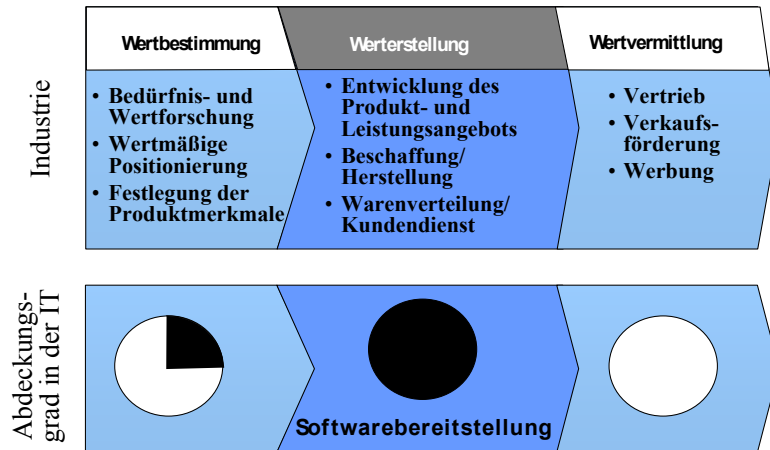 Wertbestimmung
Werterstellung
Wertvermittlung
Industrie
• Bedürfnis- und
Wertforschung
• Wertmäßige
Positionierung
• Festlegung der
Produktmerkmale
• Entwicklung des
Produkt- und
Leistungsangebots
• Beschaffung/
Herstellung
• Warenverteilung/
Kundendienst
• Vertrieb
• Verkaufs-
förderung
• Werbung
Abdeckungs-
grad in der IT
Softwarebereitstellung